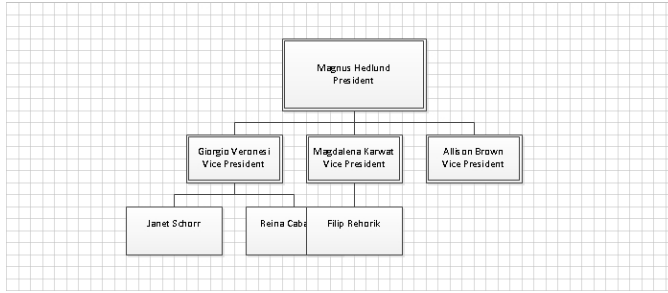 Magnus Hedlund
President
Giorgio Veronesi
Vice President
Magdalena Karwat
Vice President
Allison Brown
Vice President
Janet Schorr
Reina
Filip Rehorik